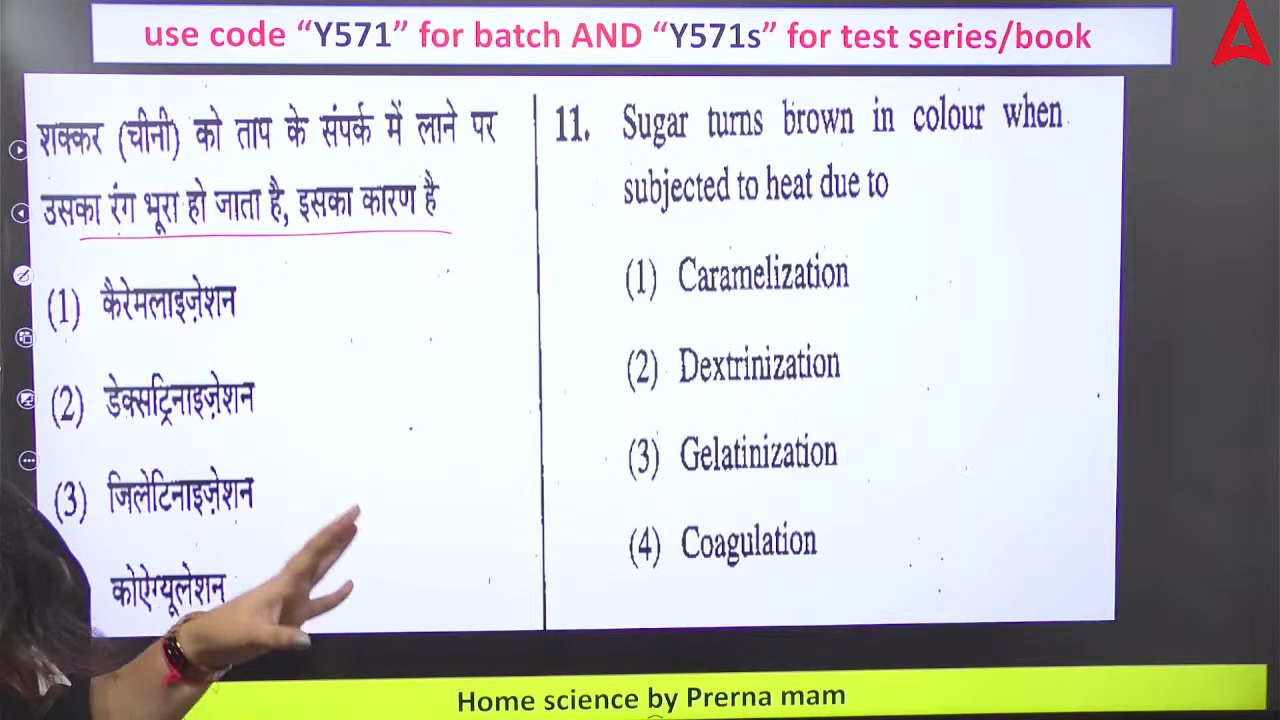 use code “Y571” for batch AND “Y571s” for test series/book
शक्कर (चीनी) को ताप के संपर्क में लाने पर
उसका रंग भूरा हो जाता है, इसका कारण है
(1) कैरेमलाइज़ेशन
(2) डेक्सट्रिनाइज़ेशन
(3) जिलेटिनाइज़ेशन
कोऐग्यूलेशन
11. Sugar turns brown in colour when
subjected to heat due to
(1) Caramelization
(2) Dextrinization
(3) Gelatinization
(4) Coagulation
Home science by Prerna mam